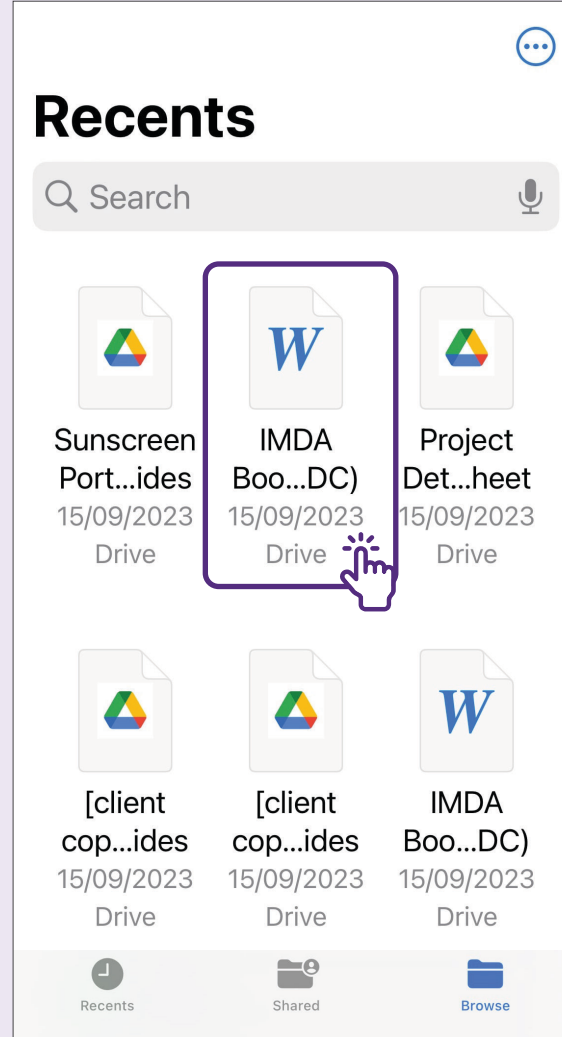 Recents
Search
Sunscreen
Port...ides
15/09/2023
Drive
W
IMDA
Boo...DC)
15/09/2023
Drive
Project
Det...heet
15/09/2023
Drive
[client
cop...ides
15/09/2023
Drive
[client
cop...ides
15/09/2023
Drive
W
IMDA
Boo...DC)
15/09/2023
Drive
Recents
Shared
Browse